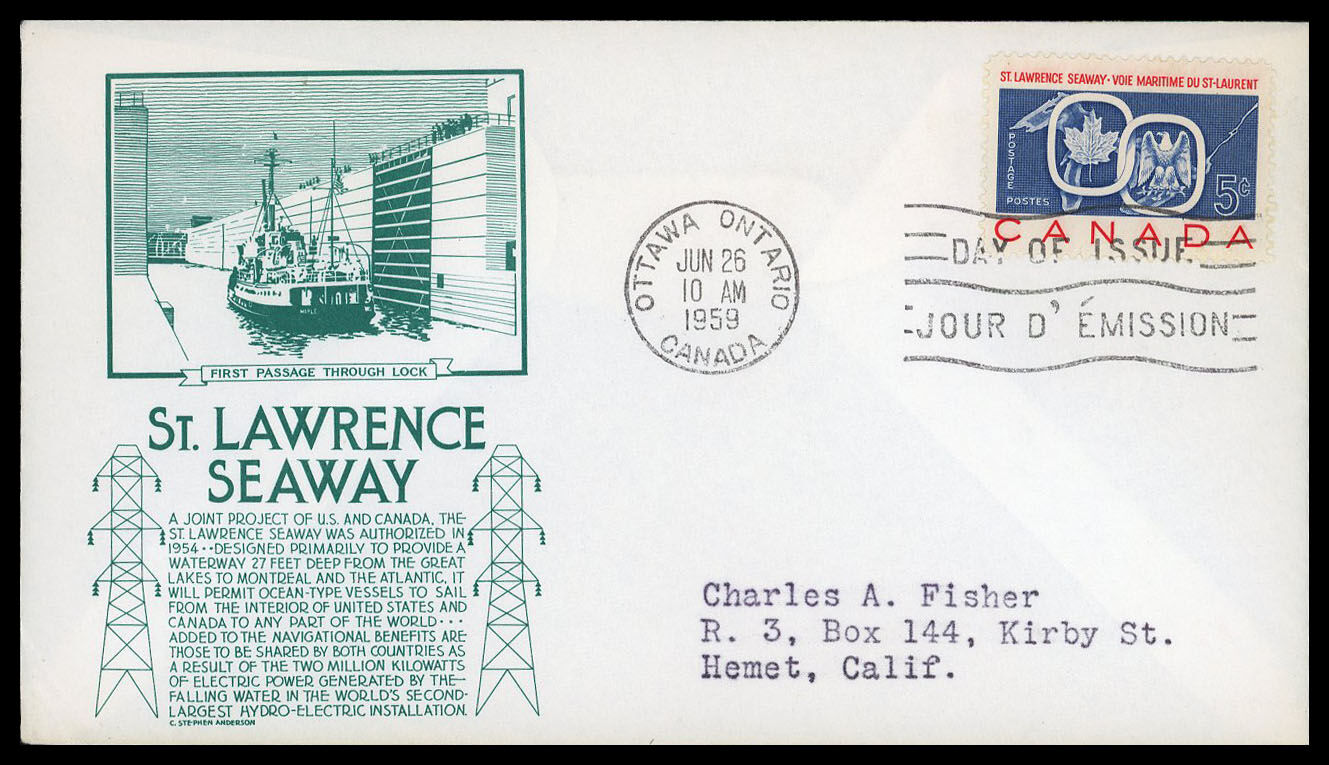 FIRST PASSAGE THROUGH LOCK
MAPLE
ST. LAWRENCE
SEAWAY
A JOINT PROJECT OF U.S. AND CANADA, THE
ST. LAWRENCE SEAWAY WAS AUTHORIZED IN
1954··DESIGNED PRIMARILY TO PROVIDE A
WATERWAY 27 FEET DEEP FROM THE GREAT
LAKES TO MONTREAL AND THE ATLANTIC, IT
WILL PERMIT OCEAN-TYPE VESSELS TO SAIL
FROM THE INTERIOR OF UNITED STATES AND
CANADA TO ANY PART OF THE WORLD···
ADDED TO THE NAVIGATIONAL BENEFITS ARE
THOSE TO BE SHARED BY BOTH COUNTRIES AS
A RESULT OF THE TWO MILLION KILOWATTS
OF ELECTRIC POWER GENERATED BY THE
FALLING WATER IN THE WORLD'S SECOND-
LARGEST HYDRO-ELECTRIC INSTALLATION.
C. STEPHEN ANDERSON
OTTAWA ONTARIO
JUN 26
10 AM
1959
CANADA
ST. LAWRENCE SEAWAY · VOIE MARITIME DU ST-LAURENT
POSTAGE
POSTES
5¢
CANADA
DAY OF ISSUE
JOUR D' ÉMISSION
Charles A. Fisher
R. 3, Box 144, Kirby St.
Hemet, Calif.